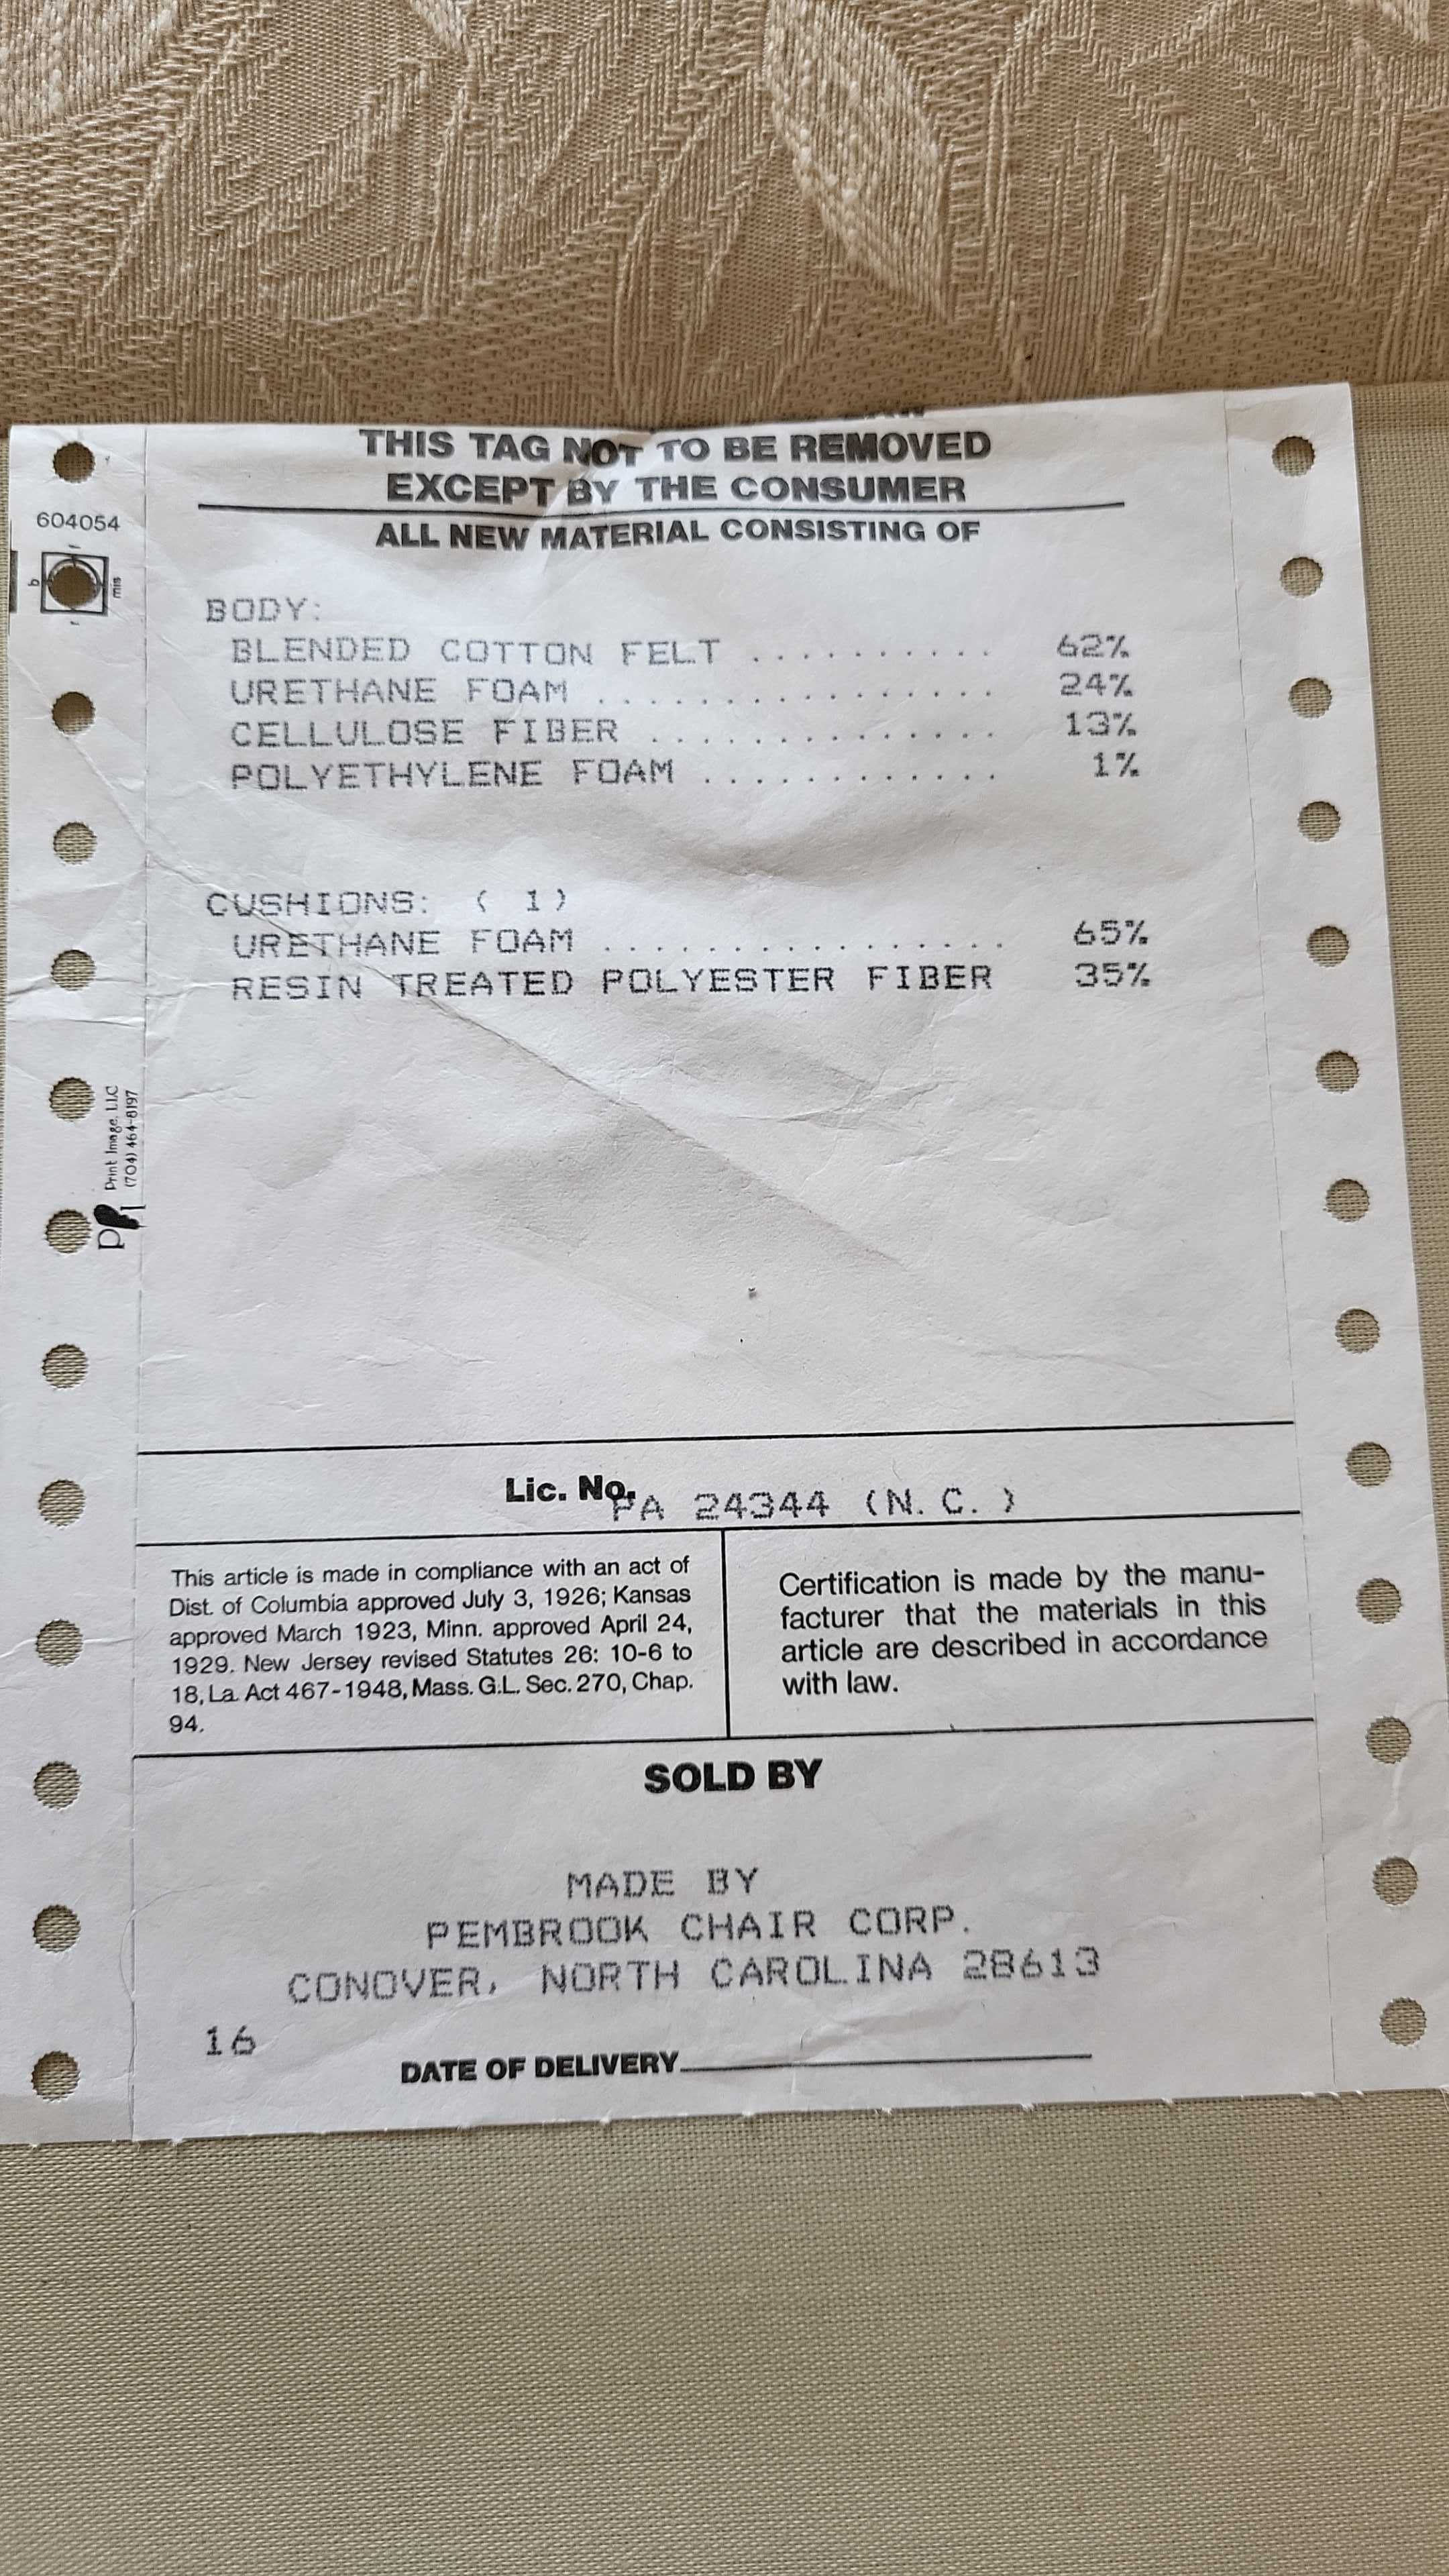 THIS TAG NOT TO BE REMOVED
EXCEPT BY THE CONSUMER
ALL NEW MATERIAL CONSISTING OF
604054
BODY:
BLENDED COTTON FELT .......... 62%
URETHANE FOAM ................ 24%
CELLULOSE FIBER .............. 13%
POLYETHYLENE FOAM ............. 1%
CUSHIONS: ( 1)
URETHANE FOAM ................ 65%
RESIN TREATED POLYESTER FIBER 35%
Print Image, LLC
(704) 464-8197
Lic. No. PA 24344 (N.C.)
This article is made in compliance with an act of
Dist. of Columbia approved July 3, 1926; Kansas
approved March 1923, Minn. approved April 24,
1929. New Jersey revised Statutes 26: 10-6 to
18, La. Act 467-1948, Mass. G.L. Sec. 270, Chap.
94.
Certification is made by the manu-
facturer that the materials in this
article are described in accordance
with law.
SOLD BY
MADE BY
PEMBROOK CHAIR CORP.
CONOVER, NORTH CAROLINA 28613
16
DATE OF DELIVERY